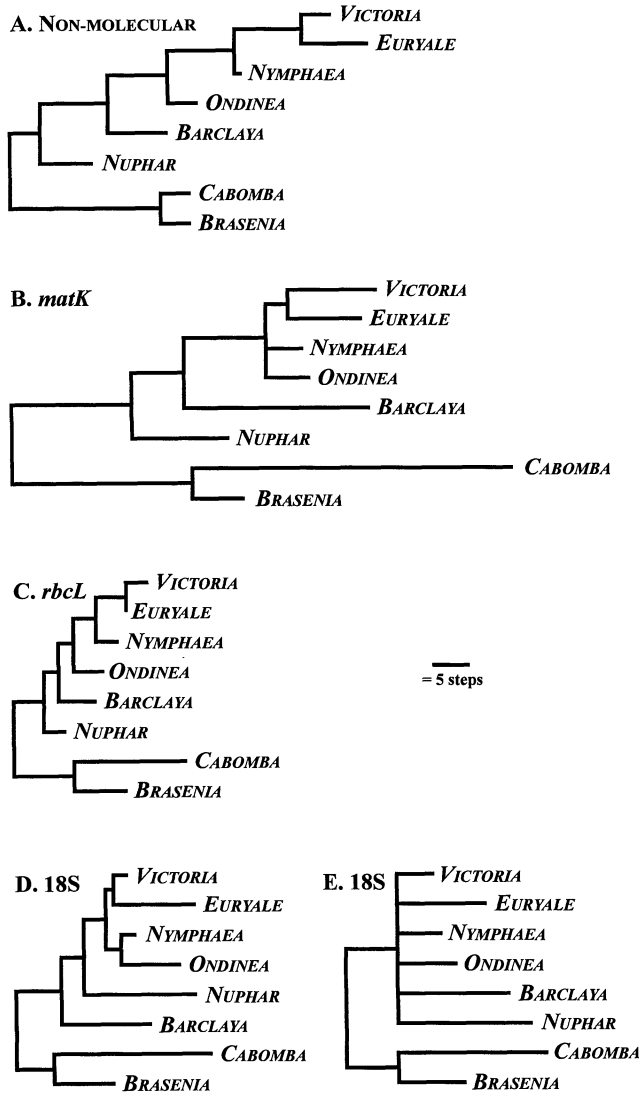 A. NON-MOLECULAR
VICTORIA
EURYALE
NYMPHAEA
ONDINEA
BARCLAYA
NUPHAR
CABOMBA
BRASENIA
B. matK
VICTORIA
EURYALE
NYMPHAEA
ONDINEA
BARCLAYA
NUPHAR
CABOMBA
BRASENIA
C. rbcL
VICTORIA
EURYALE
NYMPHAEA
ONDINEA
BARCLAYA
NUPHAR
CABOMBA
BRASENIA
= 5 steps
D. 18S
VICTORIA
EURYALE
NYMPHAEA
ONDINEA
NUPHAR
BARCLAYA
CABOMBA
BRASENIA
E. 18S
VICTORIA
EURYALE
NYMPHAEA
ONDINEA
BARCLAYA
NUPHAR
CABOMBA
BRASENIA